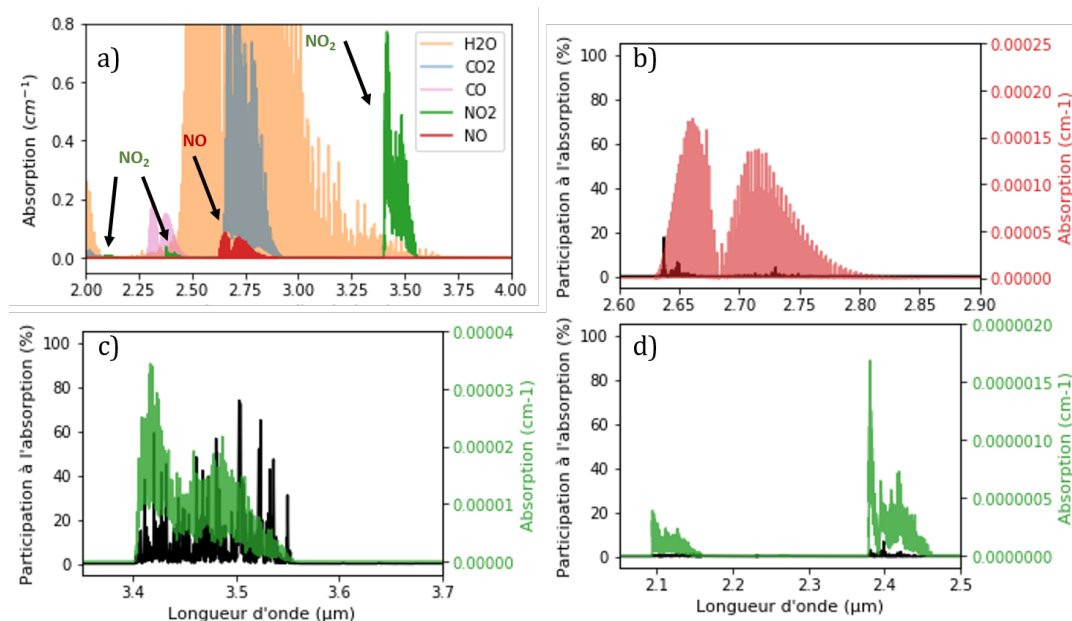 a)
Absorption (cm⁻¹)
0.8
0.6
0.4
0.2
0.0
2.00 2.25 2.50 2.75 3.00 3.25 3.50 3.75 4.00
NO₂
NO
NO₂
H2O
CO2
CO
NO2
NO
b)
Participation à l'absorption (%)
100
80
60
40
20
0
2.60 2.65 2.70 2.75 2.80 2.85 2.90
0.00025
0.00020
0.00015
0.00010
0.00005
0.00000
Absorption (cm-1)
c)
Participation à l'absorption (%)
100
80
60
40
20
0
3.4 3.5 3.6 3.7
Longueur d'onde (µm)
0.00004
0.00003
0.00002
0.00001
0.00000
Absorption (cm-1)
d)
Participation à l'absorption (%)
100
80
60
40
20
0
2.1 2.2 2.3 2.4 2.5
Longueur d'onde (µm)
0.0000020
0.0000015
0.0000010
0.0000005
0.0000000
Absorption (cm-1)